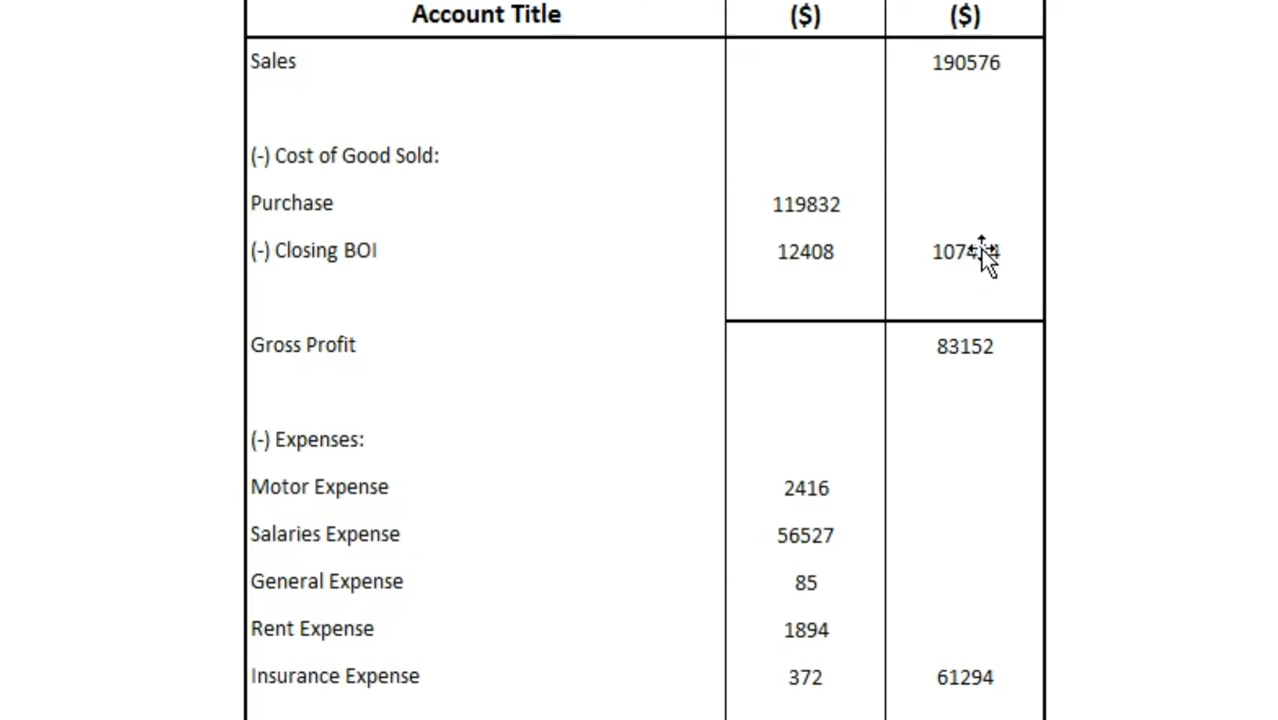 Account Title ($) ($)
Sales 190576
(-) Cost of Good Sold:
Purchase 119832
(-) Closing BOI 12408
Gross Profit 83152
(-) Expenses:
Motor Expense 2416
Salaries Expense 56527
General Expense 85
Rent Expense 1894
Insurance Expense 372 61294